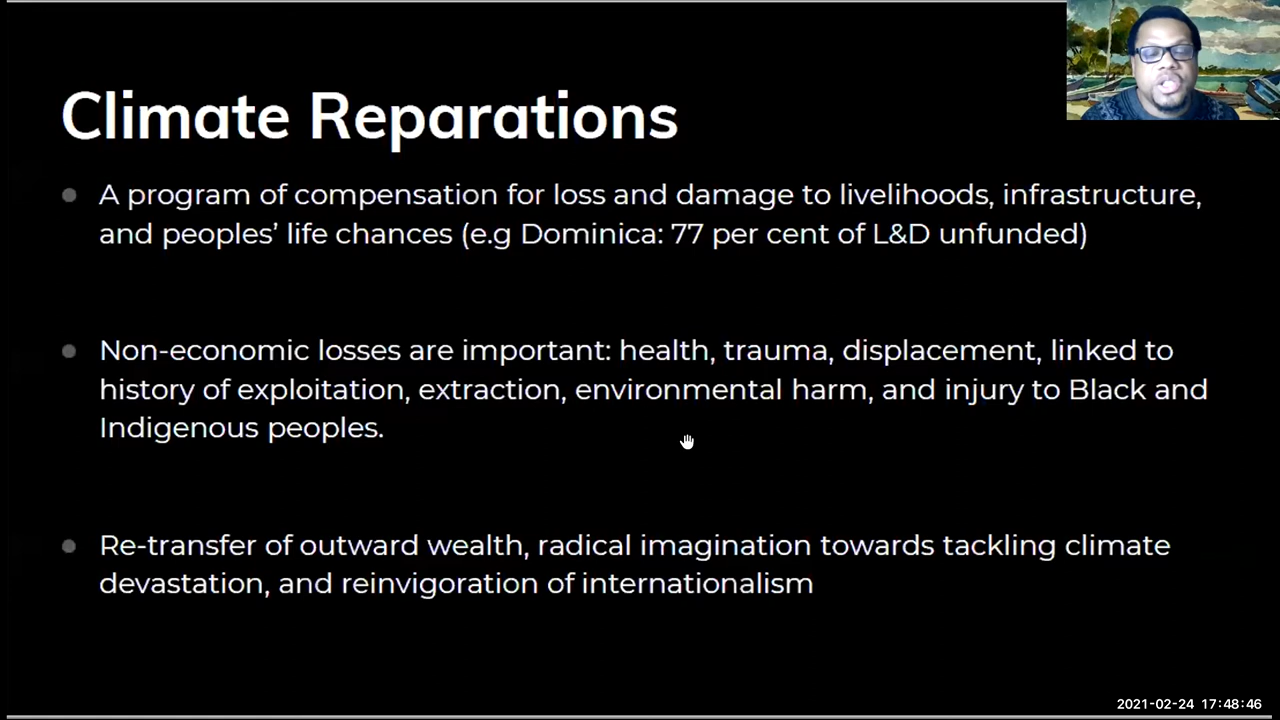 Climate Reparations
A program of compensation for loss and damage to livelihoods, infrastructure,
and peoples’ life chances (e.g Dominica: 77 per cent of L&D unfunded)
Non-economic losses are important: health, trauma, displacement, linked to
history of exploitation, extraction, environmental harm, and injury to Black and
Indigenous peoples.
Re-transfer of outward wealth, radical imagination towards tackling climate
devastation, and reinvigoration of internationalism
2021-02-24 17:48:46